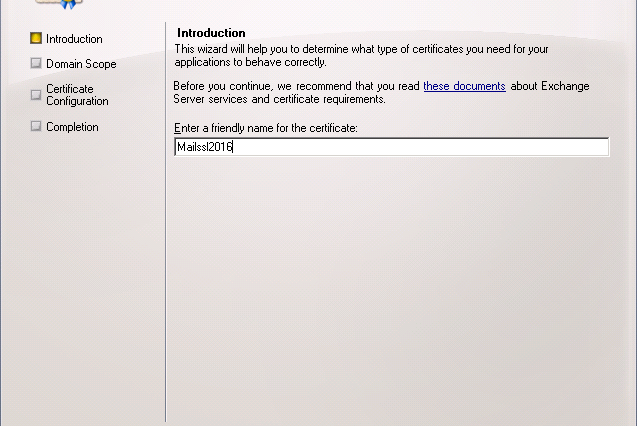 Introduction
Domain Scope
Certificate
Configuration
Completion
Introduction
This wizard will help you to determine what type of certificates you need for your
applications to behave correctly.
Before you continue, we recommend that you read these documents about Exchange
Server services and certificate requirements.
Enter a friendly name for the certificate:
Mailssl2016